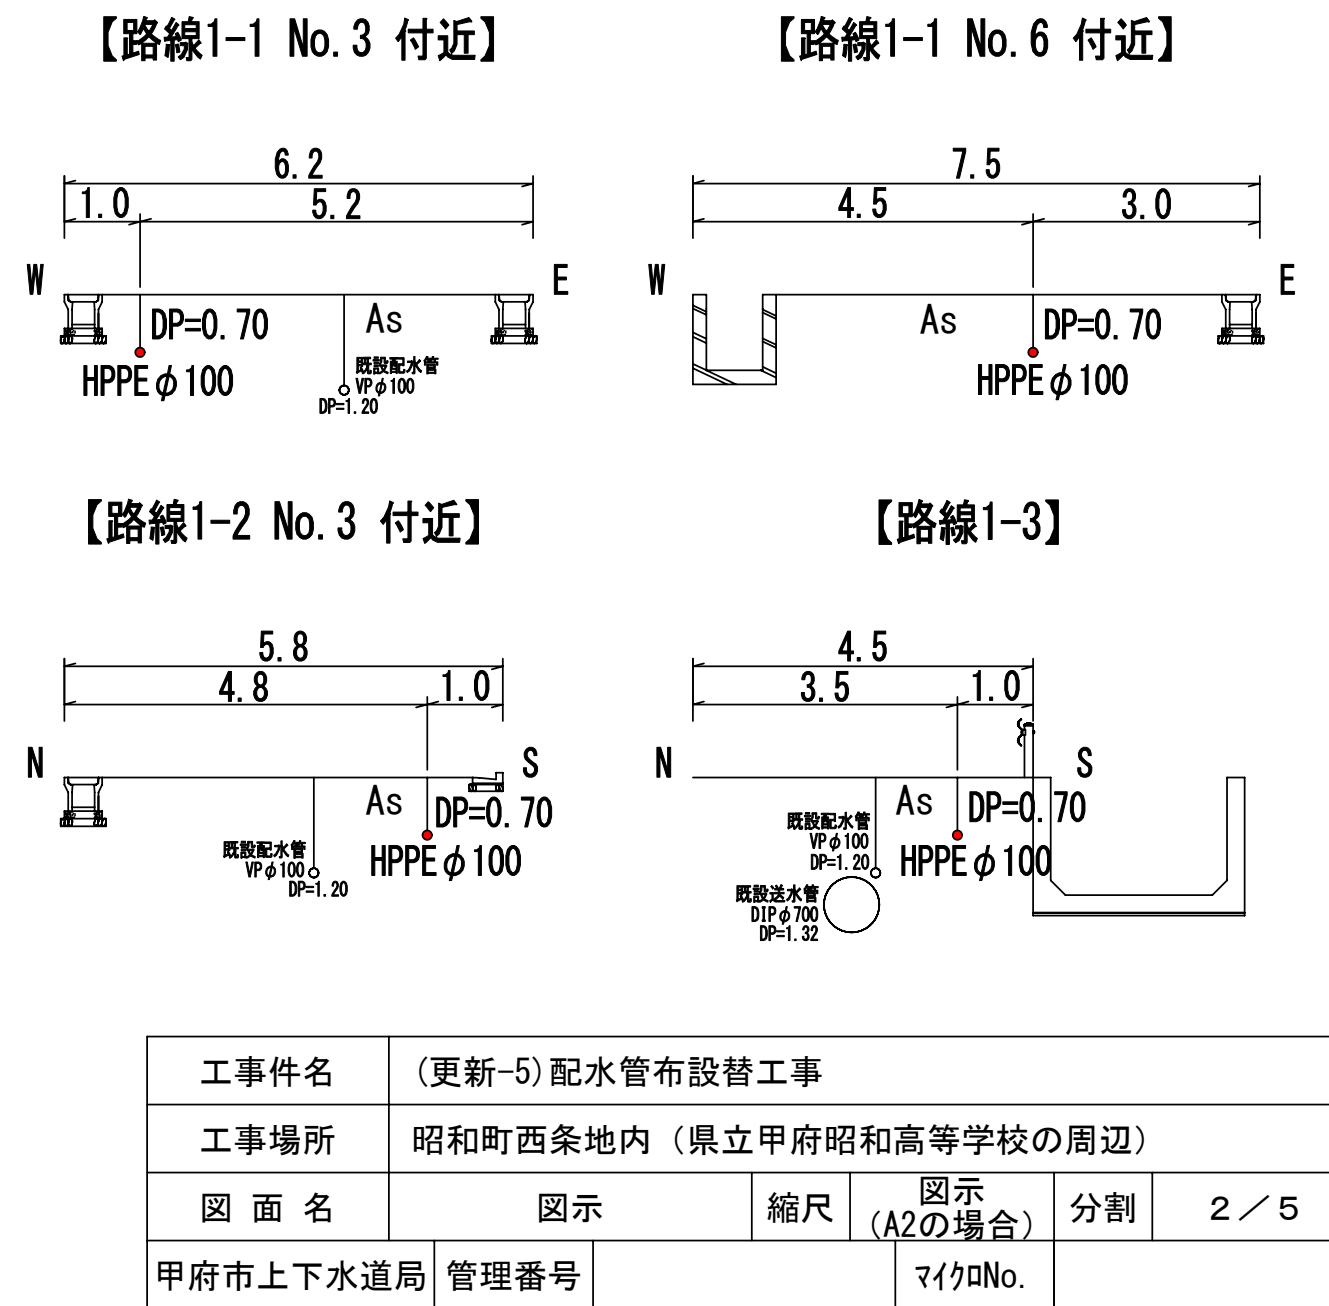 【路線1-1 No.3 付近】
6.2
1.0
5.2
W
E
DP=0.70
As
HPPEφ100
既設配水管
VPφ100
DP=1.20
【路線1-1 No.6 付近】
7.5
4.5
3.0
W
E
As
DP=0.70
HPPEφ100
【路線1-2 No.3 付近】
5.8
4.8
1.0
N
S
As
DP=0.70
HPPEφ100
既設配水管
VPφ100
DP=1.20
【路線1-3】
4.5
3.5
1.0
N
S
As
DP=0.70
HPPEφ100
既設配水管
VPφ100
DP=1.20
既設送水管
DIPφ700
DP=1.32
工事件名 (更新-5)配水管布設替工事
工事場所 昭和町西条地内（県立甲府昭和高等学校の周辺）
図面名 図示 縮尺 図示 (A2の場合) 分割 2／5
甲府市上下水道局 管理番号 ﾏｲｸﾛNo.